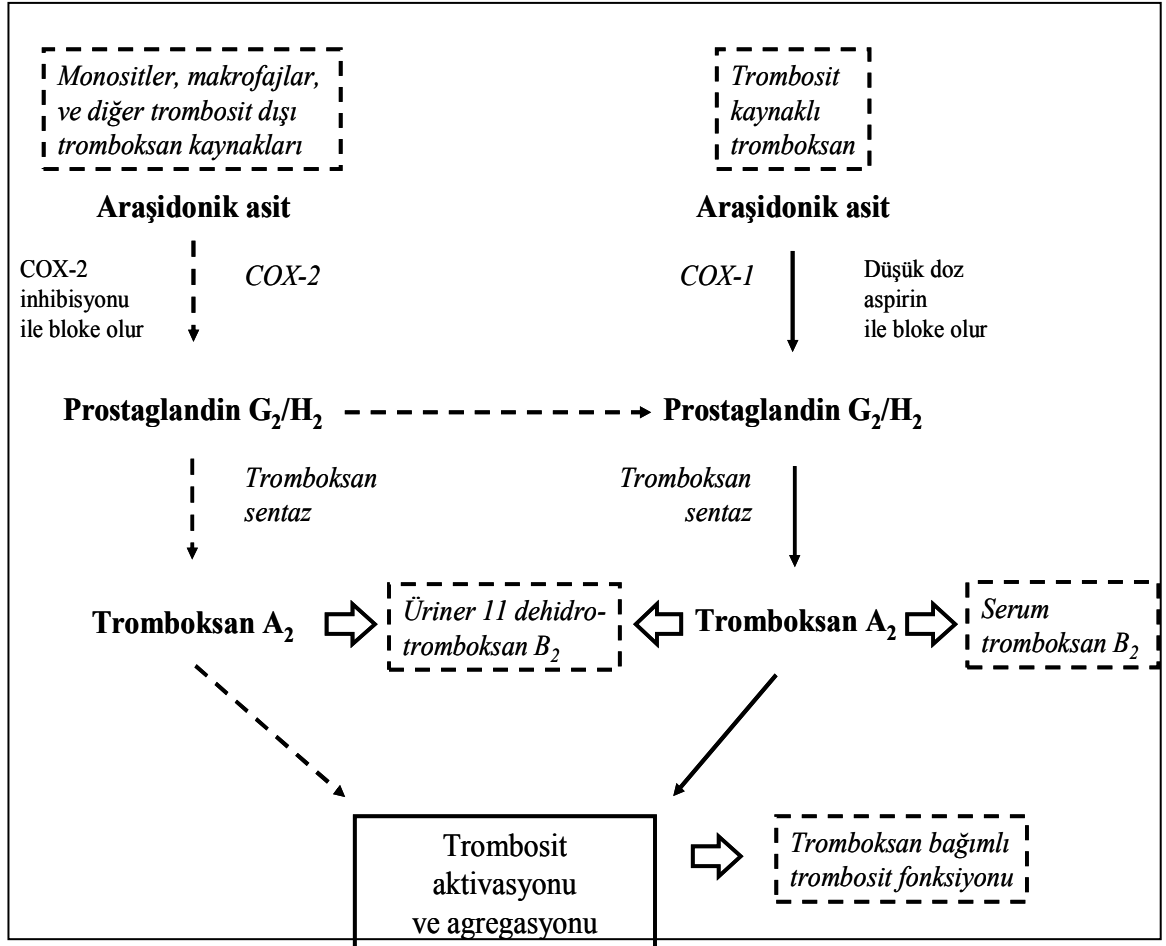 Monositler, makrofajlar,
ve diğer trombosit dışı
tromboksan kaynakları
Trombosit
kaynaklı
tromboksan
Araşidonik asit
Araşidonik asit
COX-2
inhibisyonu
ile bloke olur
COX-2
COX-1
Düşük doz
aspirin
ile bloke olur
Prostaglandin G₂/H₂
Prostaglandin G₂/H₂
Tromboksan
sentaz
Tromboksan
sentaz
Tromboksan A₂
Üriner 11 dehidro-
tromboksan B₂
Tromboksan A₂
Serum
tromboksan B₂
Trombosit
aktivasyonu
ve agregasyonu
Tromboksan bağımlı
trombosit fonksiyonu